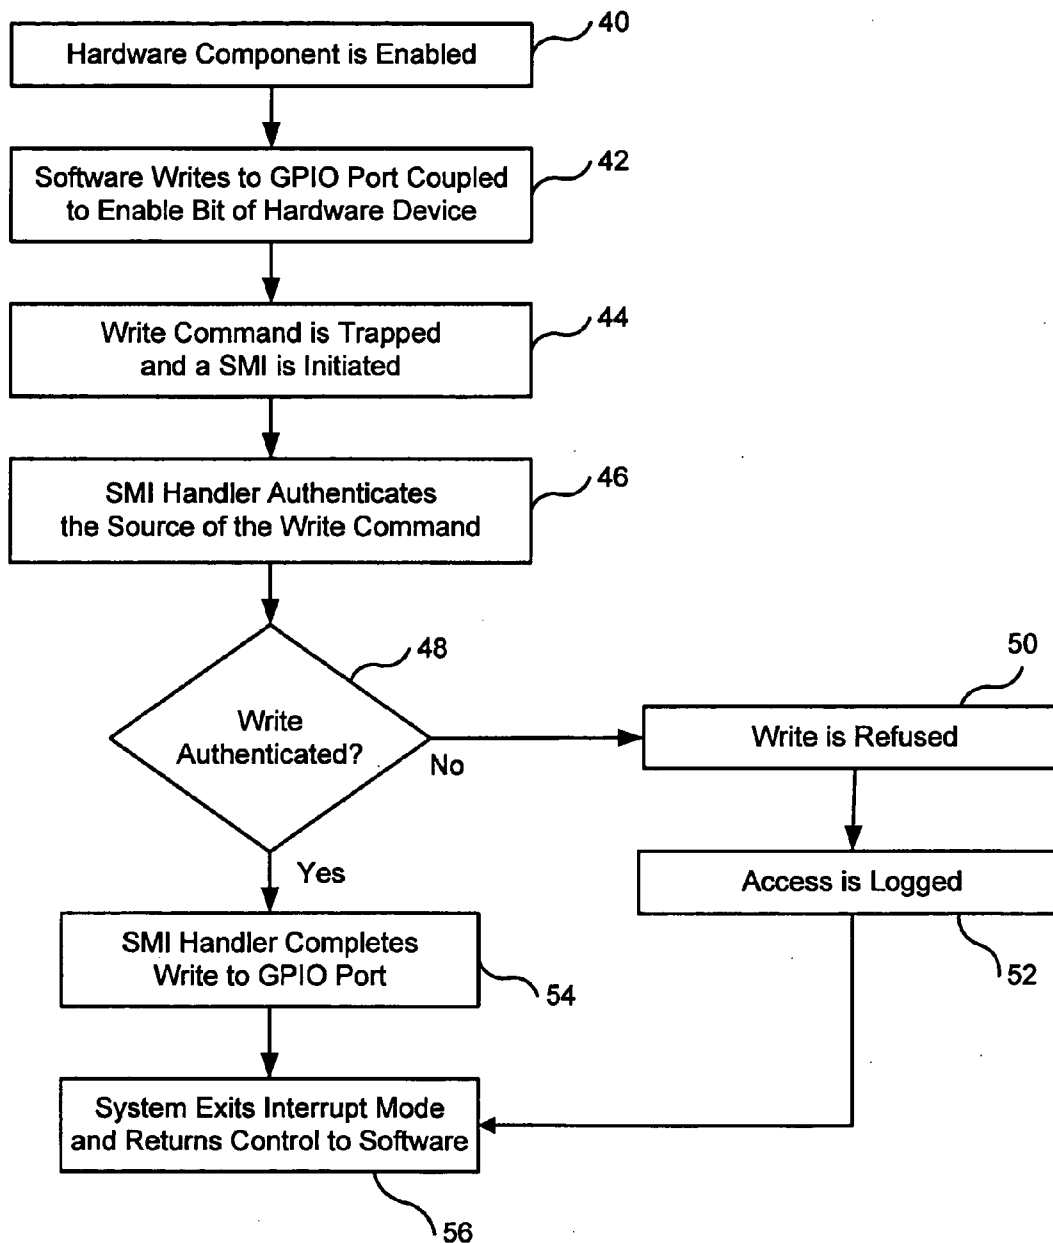 Hardware Component is Enabled
40
Software Writes to GPIO Port Coupled
to Enable Bit of Hardware Device
42
Write Command is Trapped
and a SMI is Initiated
44
SMI Handler Authenticates
the Source of the Write Command
46
Write
Authenticated?
48
No
Yes
50
Write is Refused
Access is Logged
52
SMI Handler Completes
Write to GPIO Port
54
System Exits Interrupt Mode
and Returns Control to Software
56